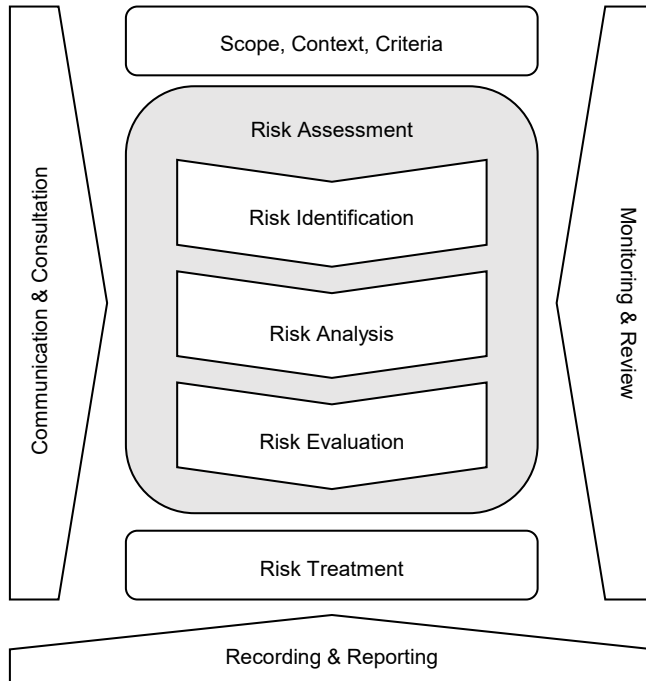 Scope, Context, Criteria
Risk Assessment
Risk Identification
Risk Analysis
Risk Evaluation
Risk Treatment
Communication & Consultation
Monitoring & Review
Recording & Reporting